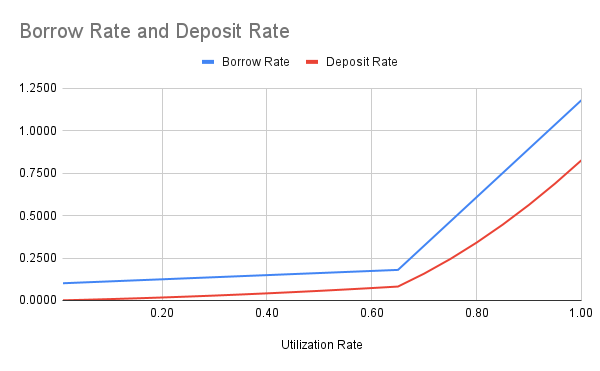 Borrow Rate and Deposit Rate
Borrow Rate Deposit Rate
1.2500
1.0000
0.7500
0.5000
0.2500
0.0000
0.20 0.40 0.60 0.80 1.00
Utilization Rate